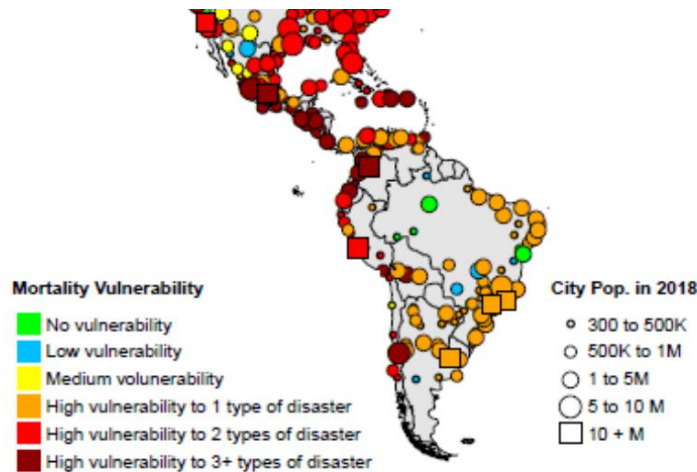 Mortality Vulnerability
No vulnerability
Low vulnerability
Medium volunerability
High vulnerability to 1 type of disaster
High vulnerability to 2 types of disaster
High vulnerability to 3+ types of disaster
City Pop. in 2018
300 to 500K
500K to 1M
1 to 5M
5 to 10 M
10 + M